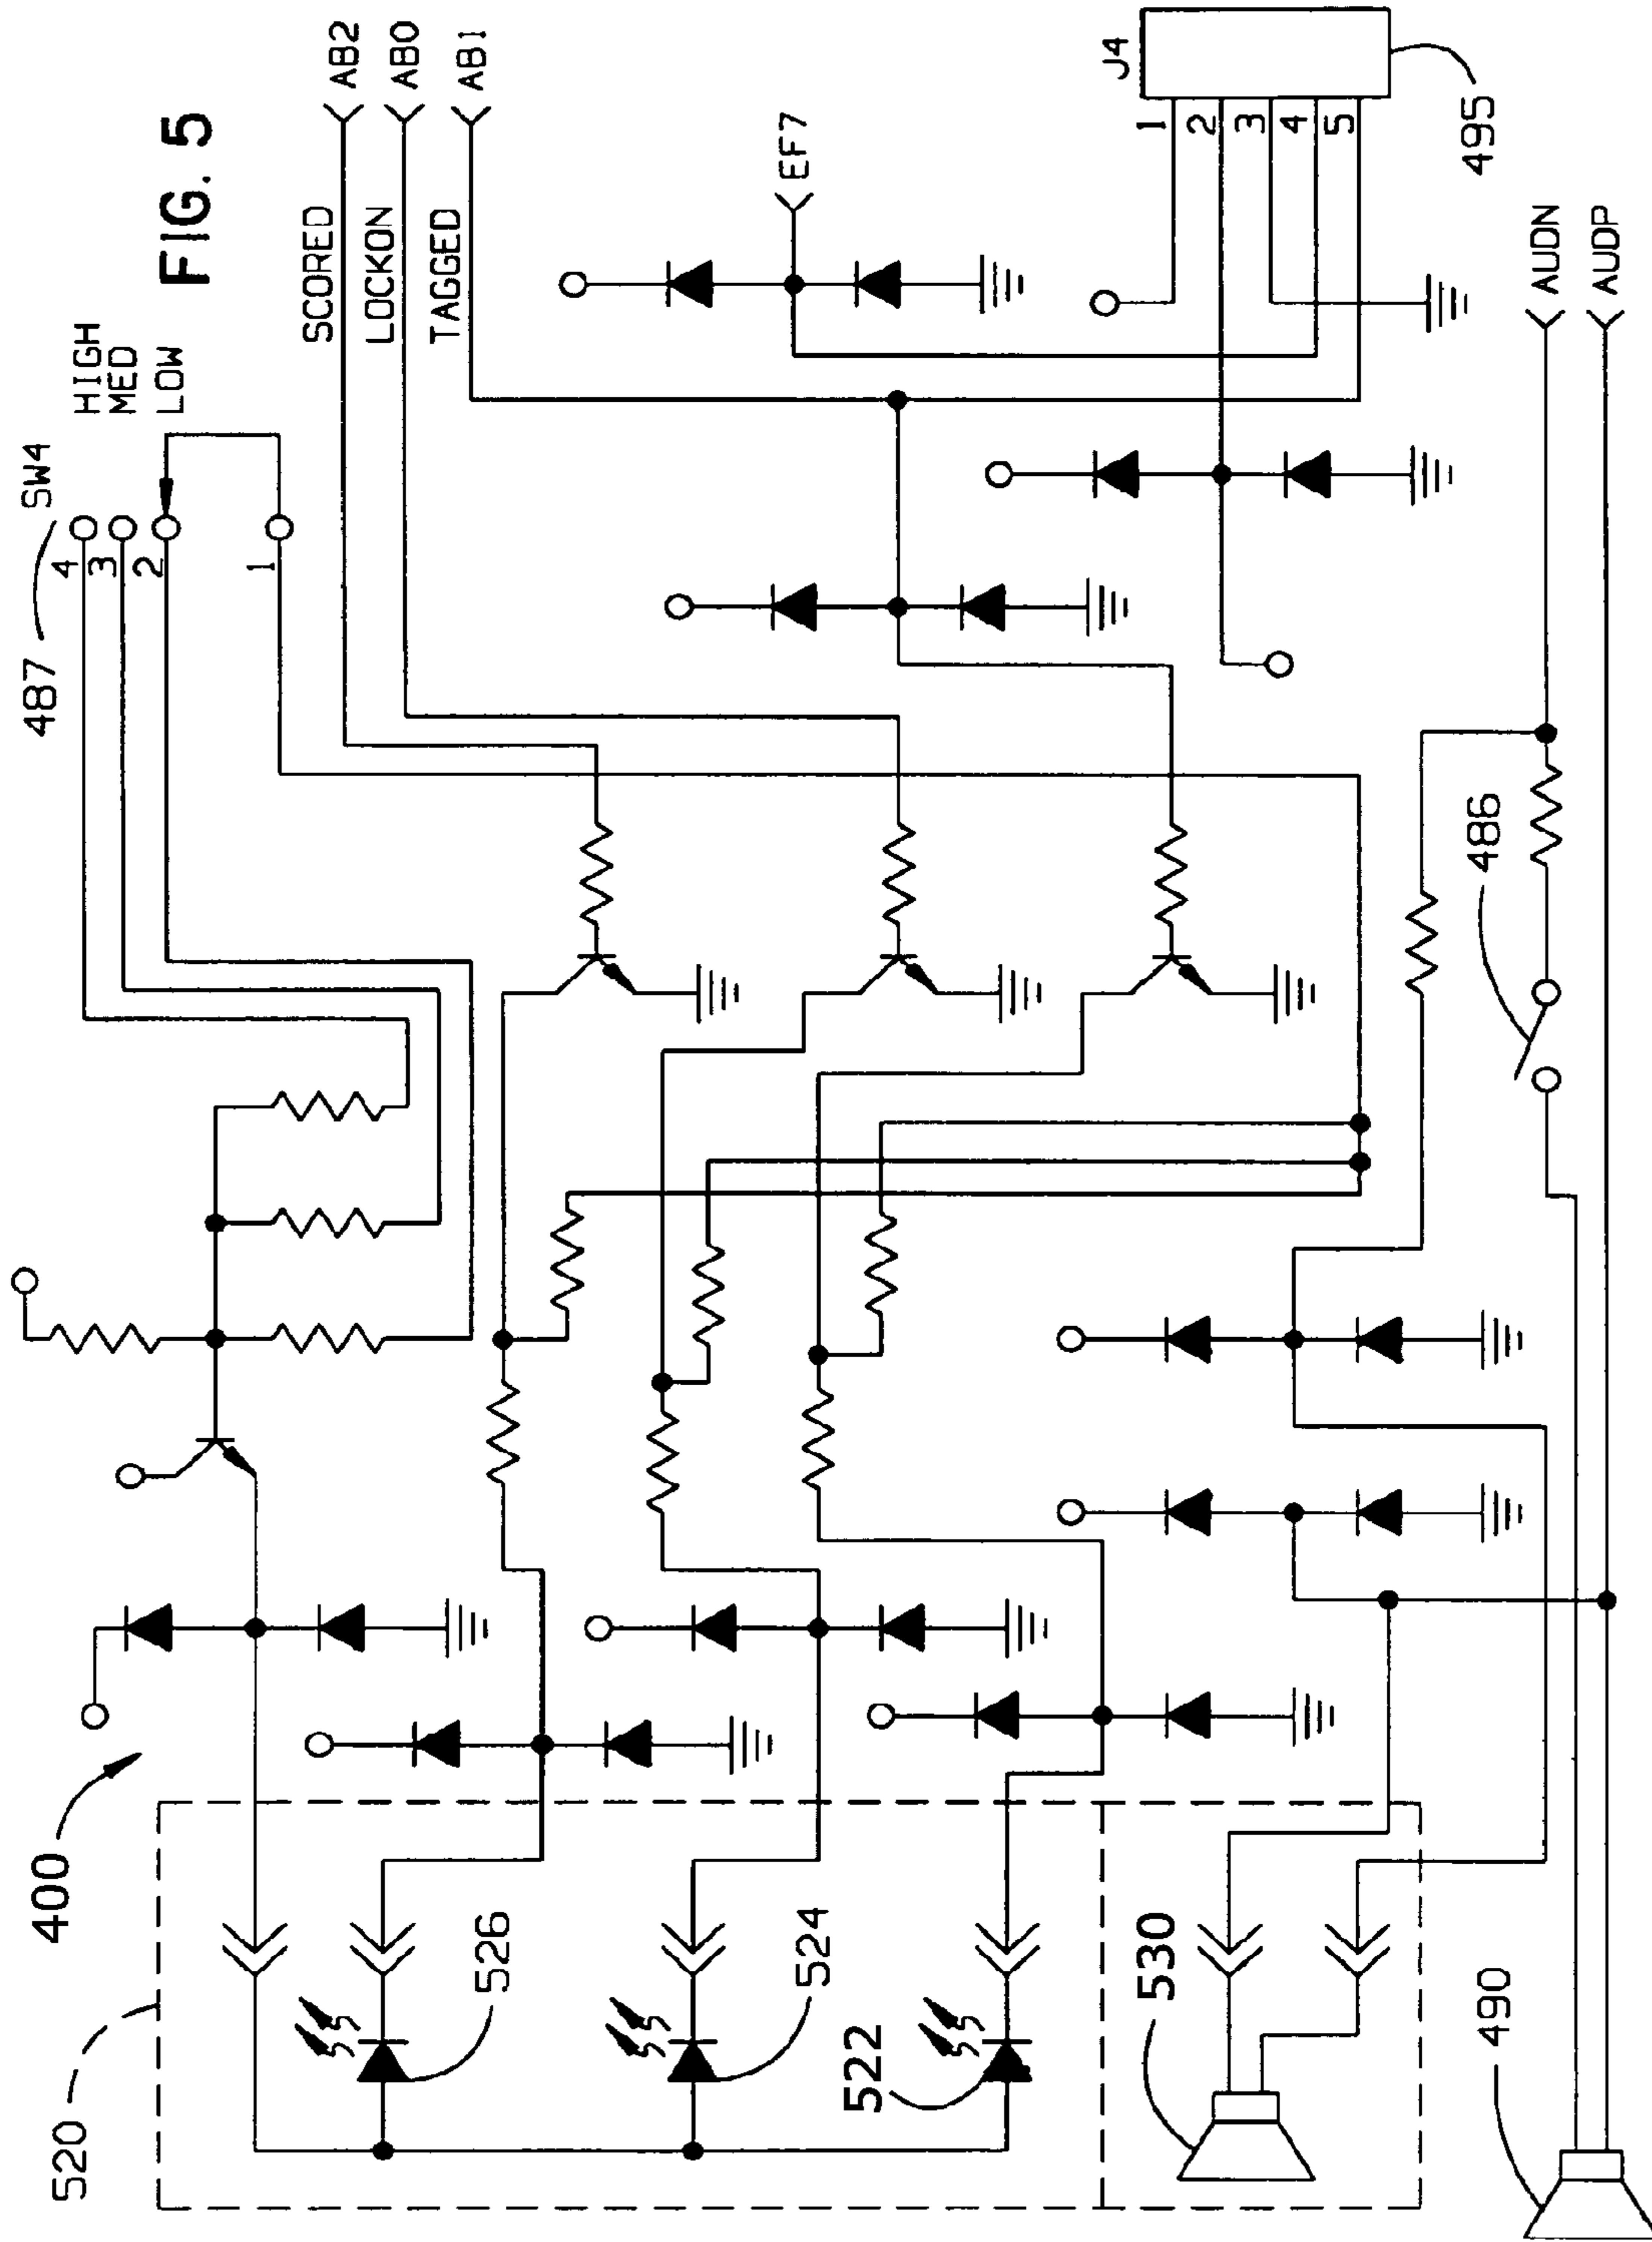 FIG. 5
487
SW4
HIGH
MED
LOW
4
3
2
1
SCORED
AB2
LOCKON
AB0
TAGGED
AB1
EF7
J4
1
2
3
4
5
495
400
520
526
524
522
530
490
486
AUDN
AUDP